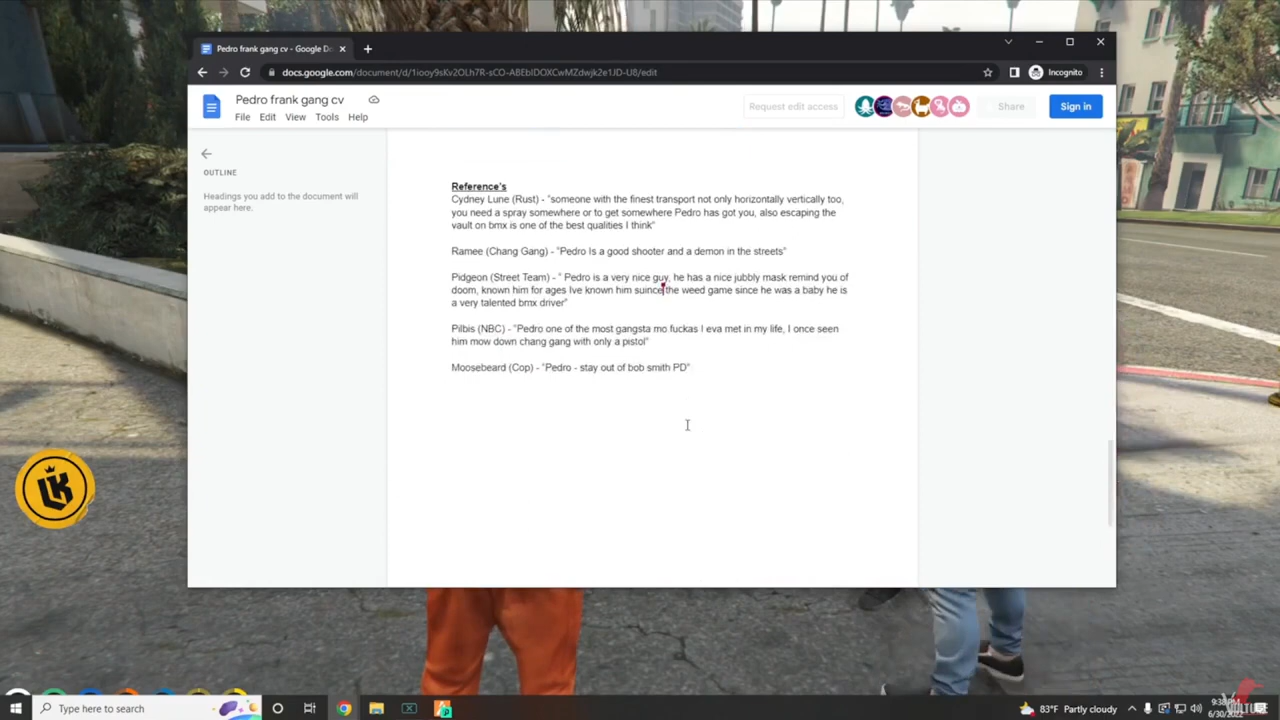 Pedro frank gang cv - Google Do
docs.google.com/document/d/1iooy9sKv2OLh7R-sCO-ABEbIDOXCwMZdwjk2e1JD-U8/edit
Incognito
Pedro frank gang cv
File Edit View Tools Help
Request edit access
Share
Sign in
OUTLINE
Headings you add to the document will
appear here.
Reference's
Cydney Lune (Rust) - "someone with the finest transport not only horizontally vertically too,
you need a spray somewhere or to get somewhere Pedro has got you, also escaping the
vault on bmx is one of the best qualities I think"
Ramee (Chang Gang) - "Pedro Is a good shooter and a demon in the streets"
Pidgeon (Street Team) - " Pedro is a very nice guy, he has a nice jubbly mask remind you of
doom, known him for ages Ive known him suince the weed game since he was a baby he is
a very talented bmx driver"
Pilbis (NBC) - "Pedro one of the most gangsta mo fuckas I eva met in my life, I once seen
him mow down chang gang with only a pistol"
Moosebeard (Cop) - "Pedro - stay out of bob smith PD"
LK
Type here to search
83°F Partly cloudy
9:38 PM